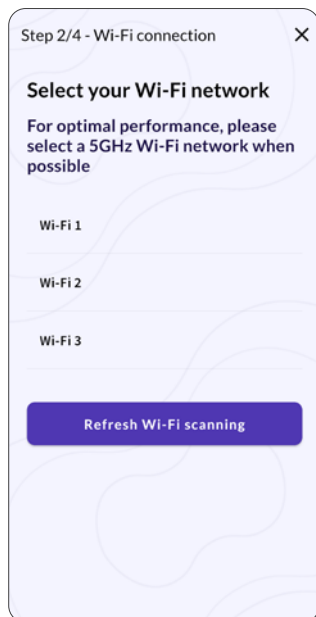 Step 2/4 - Wi-Fi connection
Select your Wi-Fi network
For optimal performance, please
select a 5GHz Wi-Fi network when
possible
Wi-Fi 1
Wi-Fi 2
Wi-Fi 3
Refresh Wi-Fi scanning